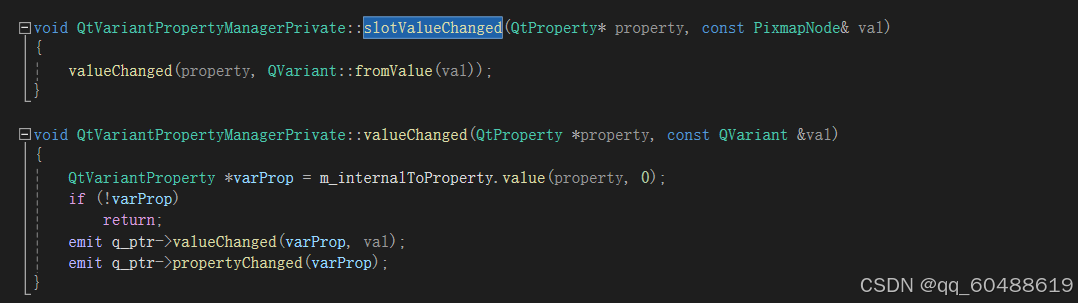 void QtVariantPropertyManagerPrivate::slotValueChanged(QtProperty* property, const PixmapNode& val)
{
valueChanged(property, QVariant::fromValue(val));
}
void QtVariantPropertyManagerPrivate::valueChanged(QtProperty *property, const QVariant &val)
{
QtVariantProperty *varProp = m_internalToProperty.value(property, 0);
if (!varProp)
return;
emit q_ptr->valueChanged(varProp, val);
emit q_ptr->propertyChanged(varProp);
}
CSDN @qq_60488619